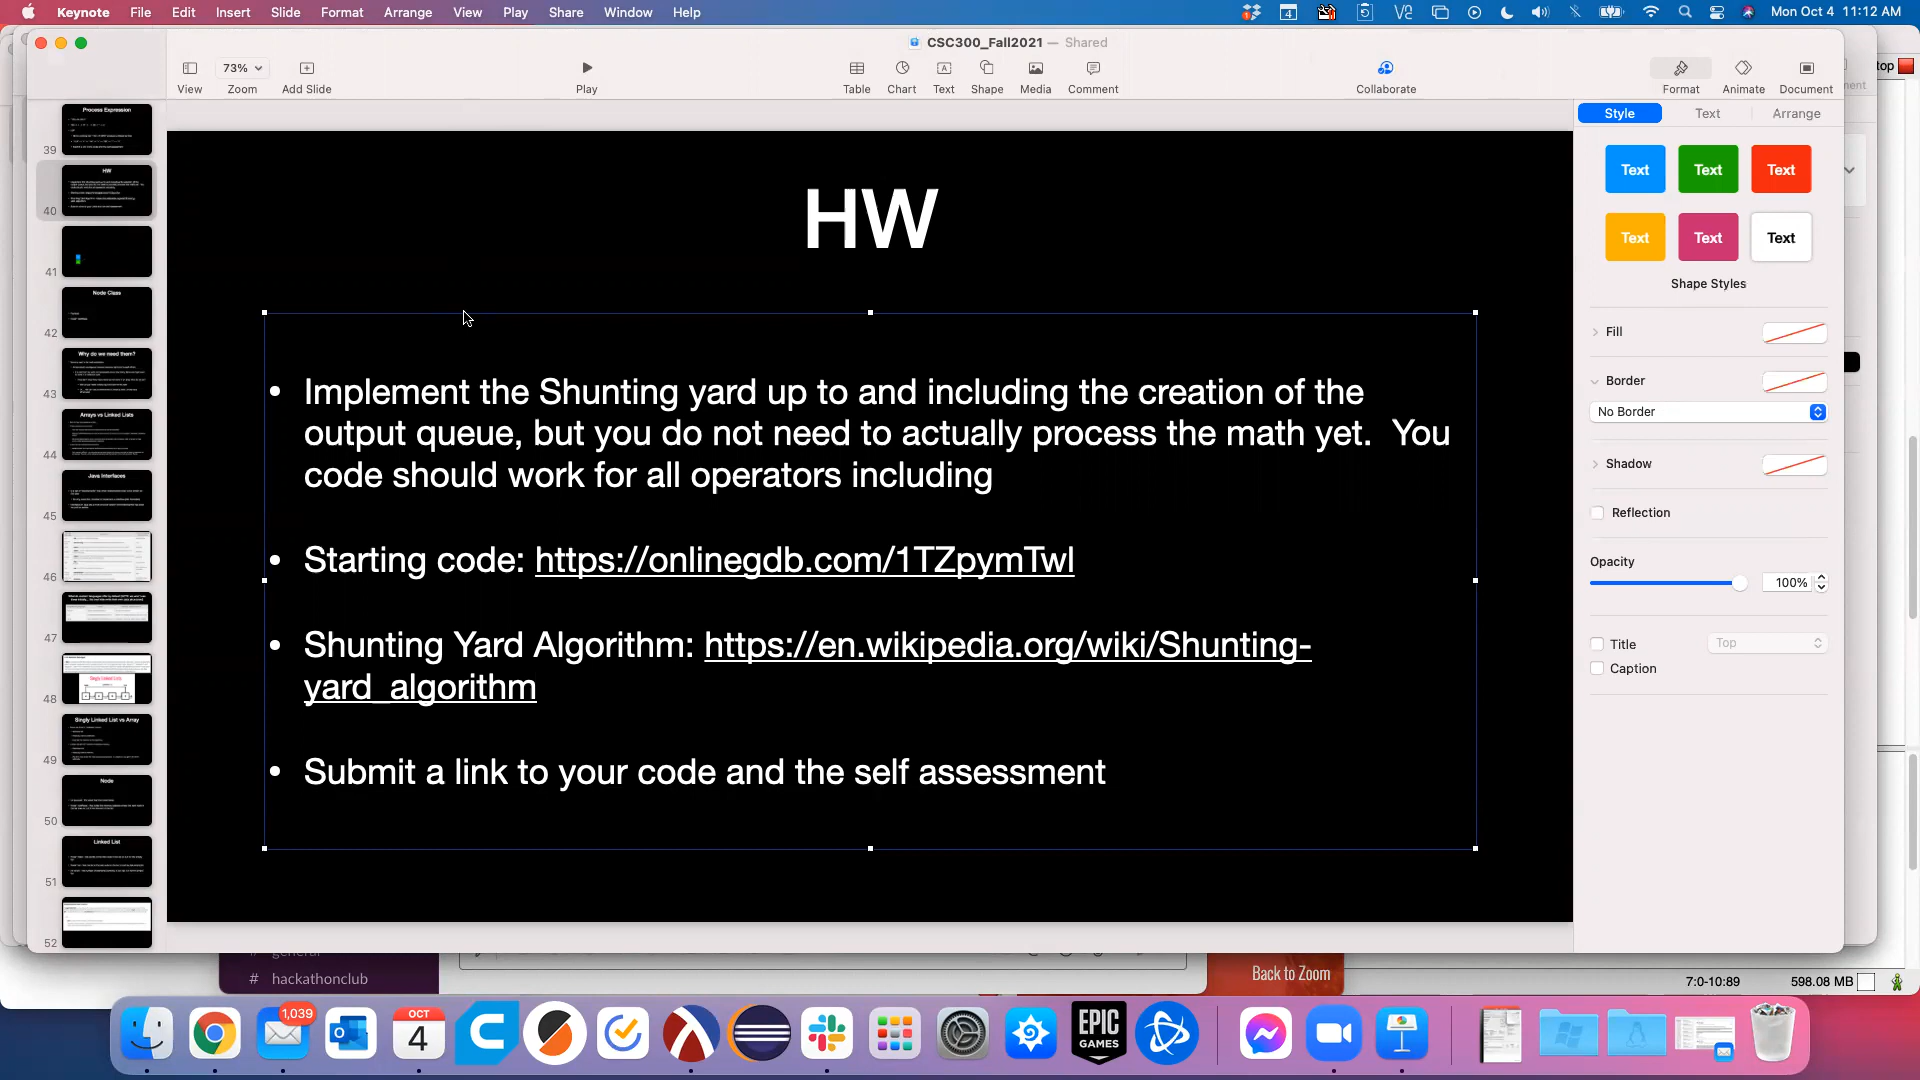 Keynote File Edit Insert Slide Format Arrange View Play Share Window Help
4
Mon Oct 4 11:12 AM
CSC300_Fall2021 — Shared
73%
View Zoom Add Slide Play Table Chart Text Shape Media Comment Collaborate Format Animate Document
top
Style Text Arrange
Process Expression
39
HW
40
41
Node Class
42
Why do we need them?
43
Arrays vs Linked Lists
44
Java Interfaces
45
46
47
48
Singly Linked List vs Array
49
Node
50
Linked List
51
52
HW
• Implement the Shunting yard up to and including the creation of the
output queue, but you do not need to actually process the math yet. You
code should work for all operators including
• Starting code: https://onlinegdb.com/1TZpymTwl
• Shunting Yard Algorithm: https://en.wikipedia.org/wiki/Shunting-
yard_algorithm
• Submit a link to your code and the self assessment
Text Text Text
Text Text Text
Shape Styles
Fill
Border
No Border
Shadow
Reflection
Opacity
100%
Title Top
Caption
# general
# hackathonclub
Back to Zoom
7:0-10:89
598.08 MB
1,039
OCT
4
EPIC
GAMES